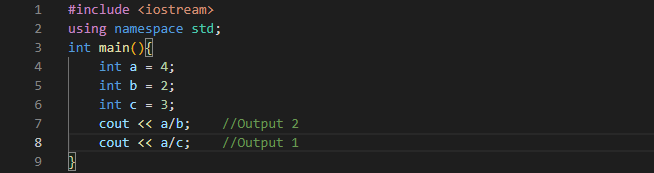 1 #include <iostream>
2 using namespace std;
3 int main(){
4     int a = 4;
5     int b = 2;
6     int c = 3;
7     cout << a/b;    //Output 2
8     cout << a/c;    //Output 1
9 }